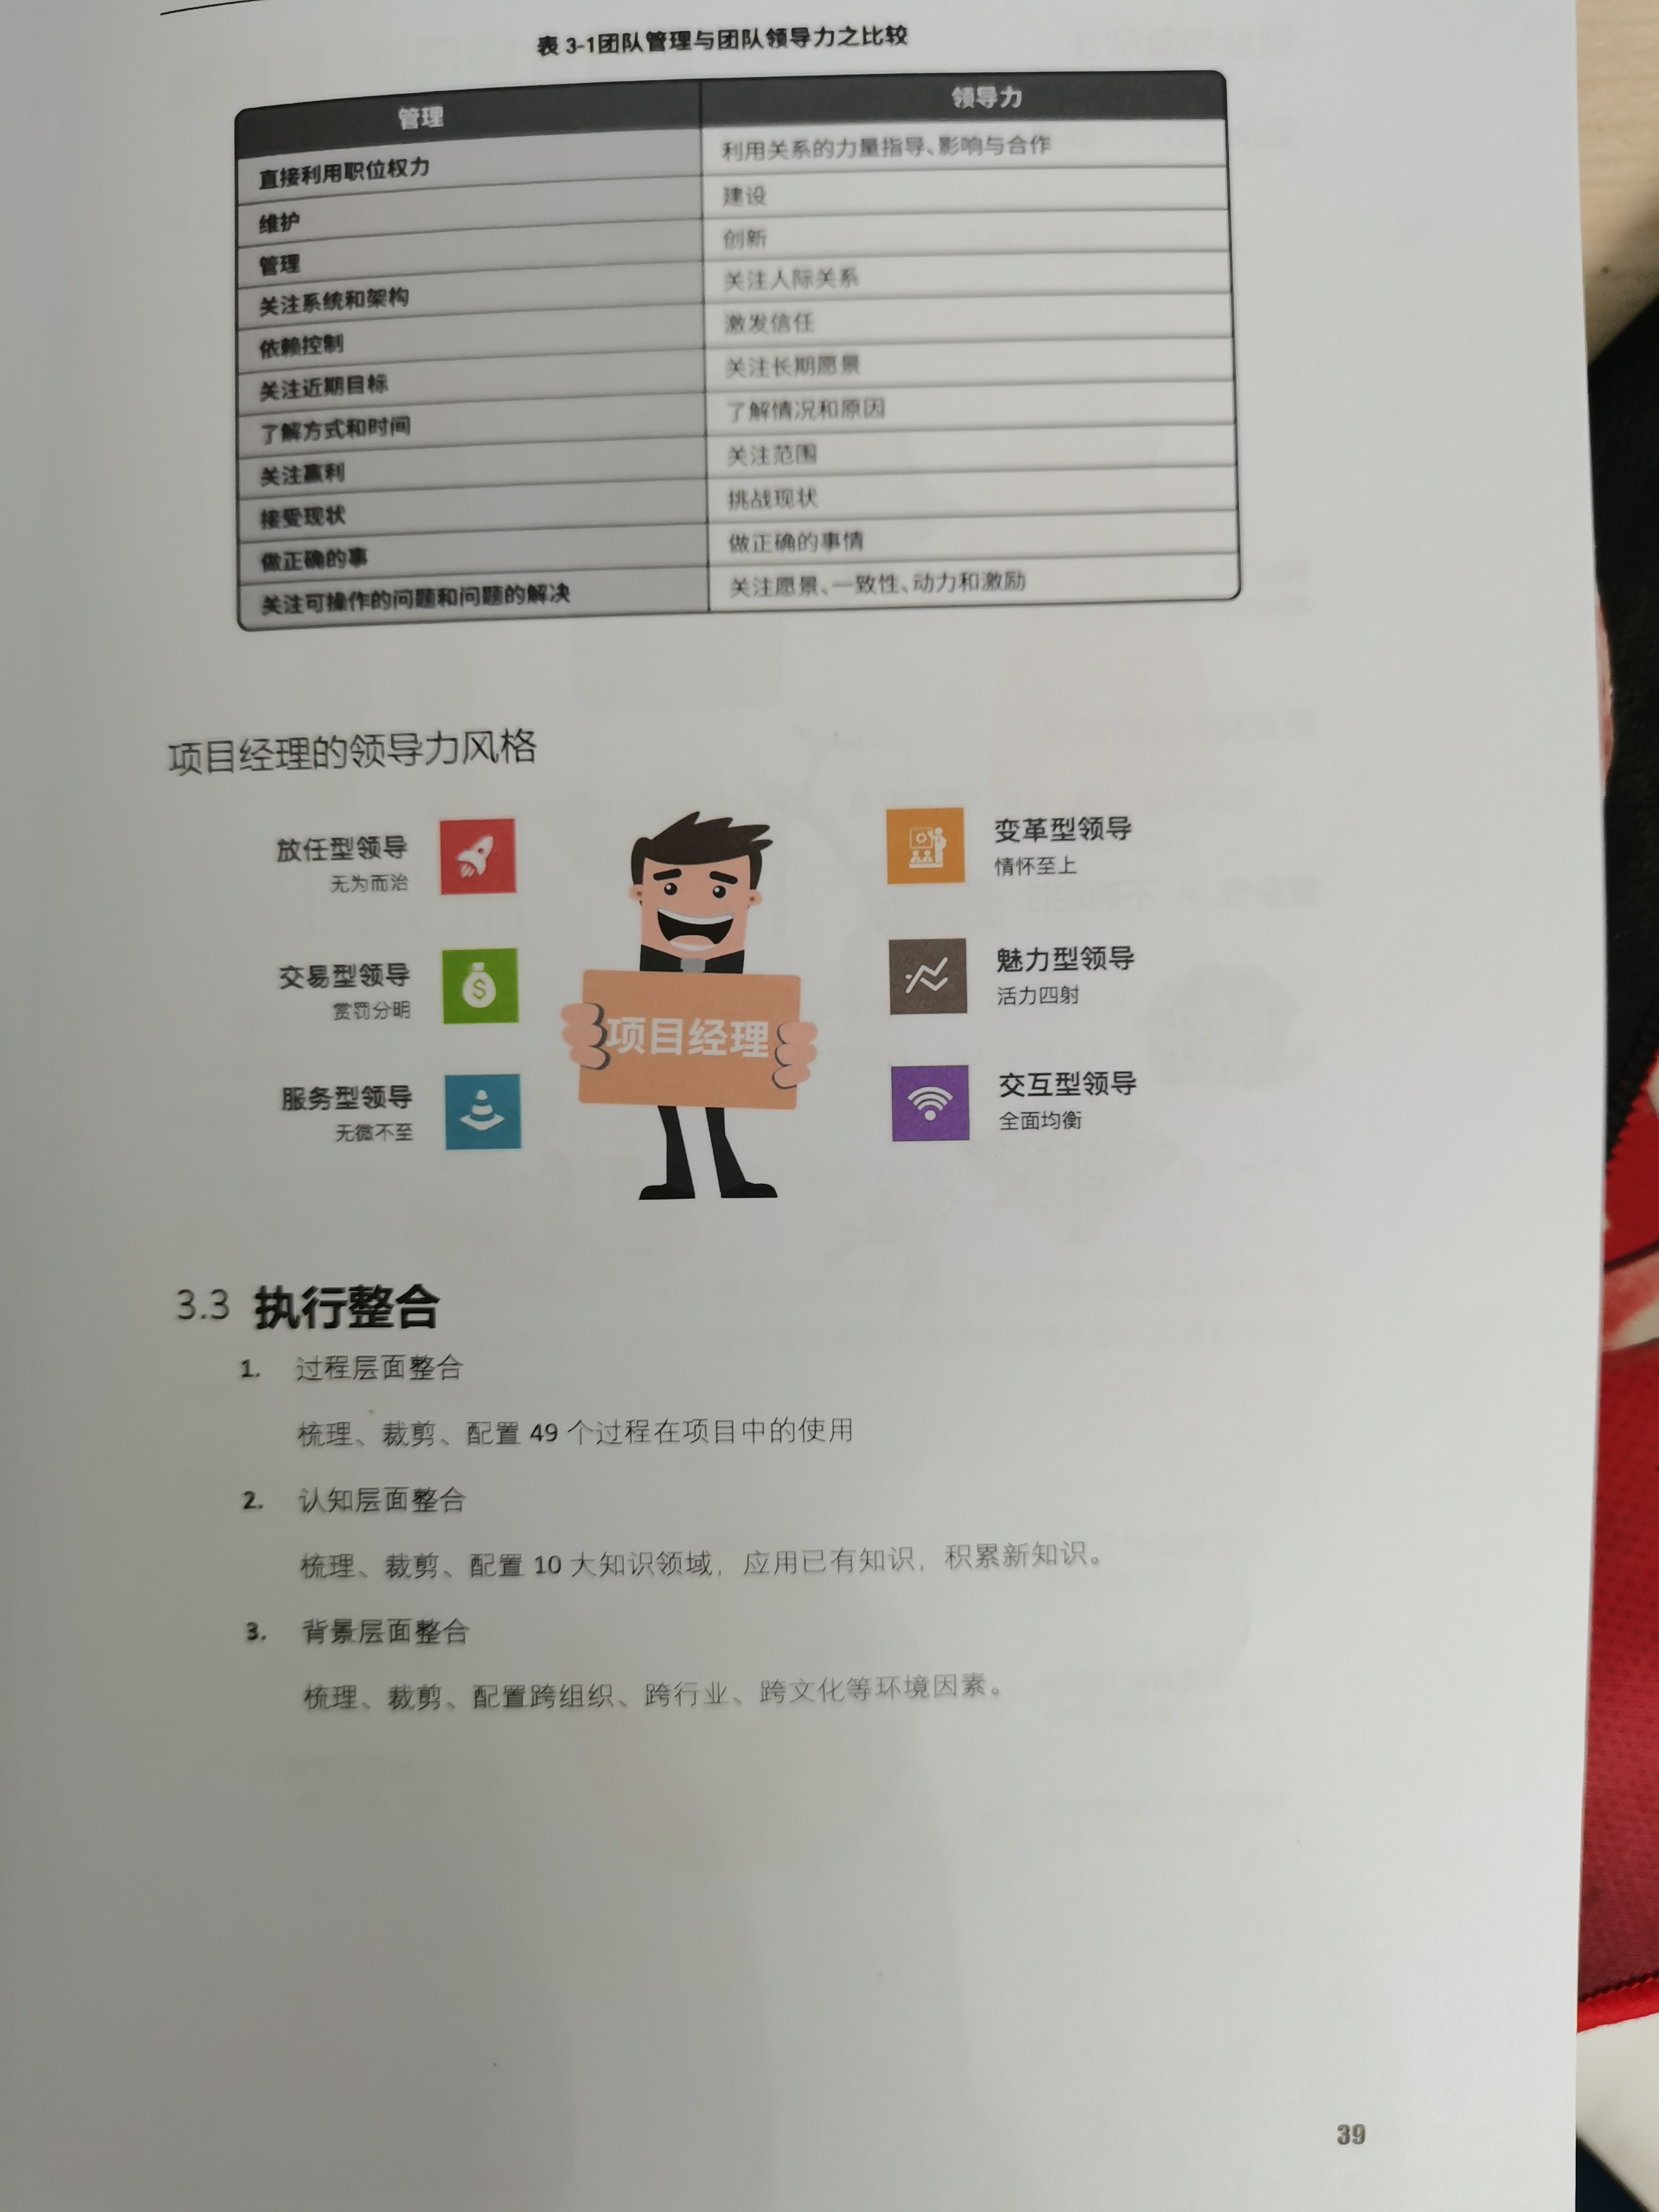 表 3-1团队管理与团队领导力之比较
管理 领导力
直接利用职位权力 利用关系的力量指导、影响与合作
维护 建设
管理 创新
关注系统和架构 关注人际关系
依赖控制 激发信任
关注近期目标 关注长期愿景
了解方式和时间 了解情况和原因
关注赢利 关注范围
接受现状 挑战现状
做正确的事 做正确的事情
关注可操作的问题和问题的解决 关注愿景、一致性、动力和激励
项目经理的领导力风格
放任型领导
无为而治
交易型领导
赏罚分明
服务型领导
无微不至
项目经理
变革型领导
情怀至上
魅力型领导
活力四射
交互型领导
全面均衡
3.3 执行整合
1. 过程层面整合
梳理、裁剪、配置 49 个过程在项目中的使用
2. 认知层面整合
梳理、裁剪、配置 10 大知识领域，应用已有知识，积累新知识。
3. 背景层面整合
梳理、裁剪、配置跨组织、跨行业、跨文化等环境因素。
39